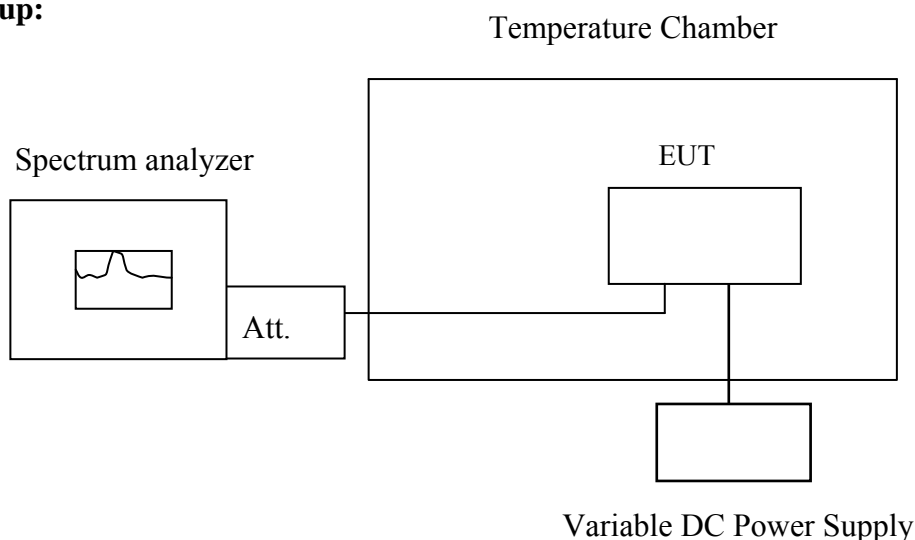 up:
Temperature Chamber
Spectrum analyzer
EUT
Att.
Variable DC Power Supply